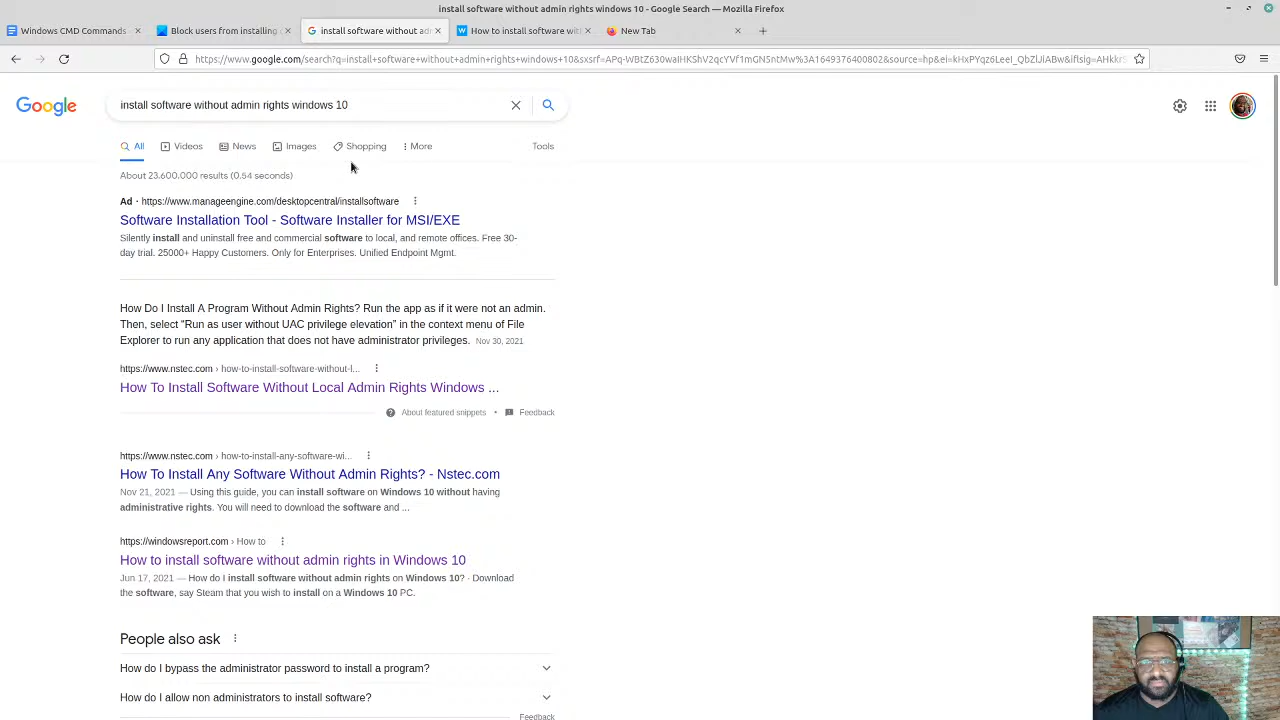 install software without admin rights windows 10 - Google Search — Mozilla Firefox
Windows CMD Commands
Block users from installing
install software without ad
How to install software wit
New Tab
https://www.google.com/search?q=install+software+without+admin+rights+windows+10&sxsrf=
Google
install software without admin rights windows 10
All Videos News Images Shopping More Tools
About 23.600.000 results (0.54 seconds)
Ad · https://www.manageengine.com/desktopcentral/installsoftware
Software Installation Tool - Software Installer for MSI/EXE
Silently install and uninstall free and commercial software to local, and remote offices. Free 30-
day trial. 25000+ Happy Customers. Only for Enterprises. Unified Endpoint Mgmt.
How Do I Install A Program Without Admin Rights? Run the app as if it were not an admin.
Then, select “Run as user without UAC privilege elevation” in the context menu of File
Explorer to run any application that does not have administrator privileges. Nov 30, 2021
https://www.nstec.com › how-to-install-software-without-l...
How To Install Software Without Local Admin Rights Windows ...
About featured snippets • Feedback
https://www.nstec.com › how-to-install-any-software-wi...
How To Install Any Software Without Admin Rights? - Nstec.com
Nov 21, 2021 — Using this guide, you can install software on Windows 10 without having
administrative rights. You will need to download the software and ...
https://windowsreport.com › How to
How to install software without admin rights in Windows 10
Jun 17, 2021 — How do I install software without admin rights on Windows 10? · Download
the software, say Steam that you wish to install on a Windows 10 PC.
People also ask
How do I bypass the administrator password to install a program?
How do I allow non administrators to install software?
Feedback